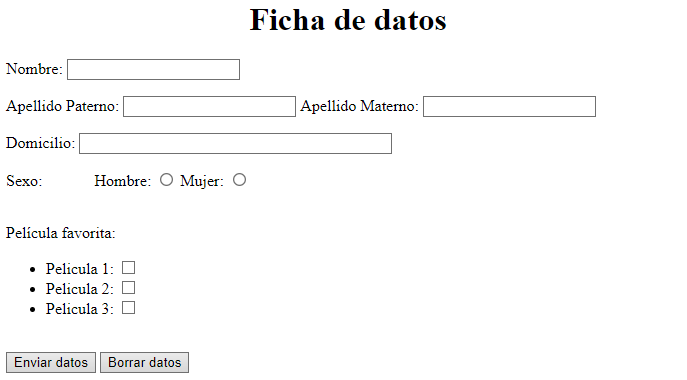 Ficha de datos
Nombre:
Apellido Paterno: Apellido Materno:
Domicilio:
Sexo: Hombre: Mujer:
Película favorita:
Pelicula 1:
Pelicula 2:
Pelicula 3:
Enviar datos Borrar datos